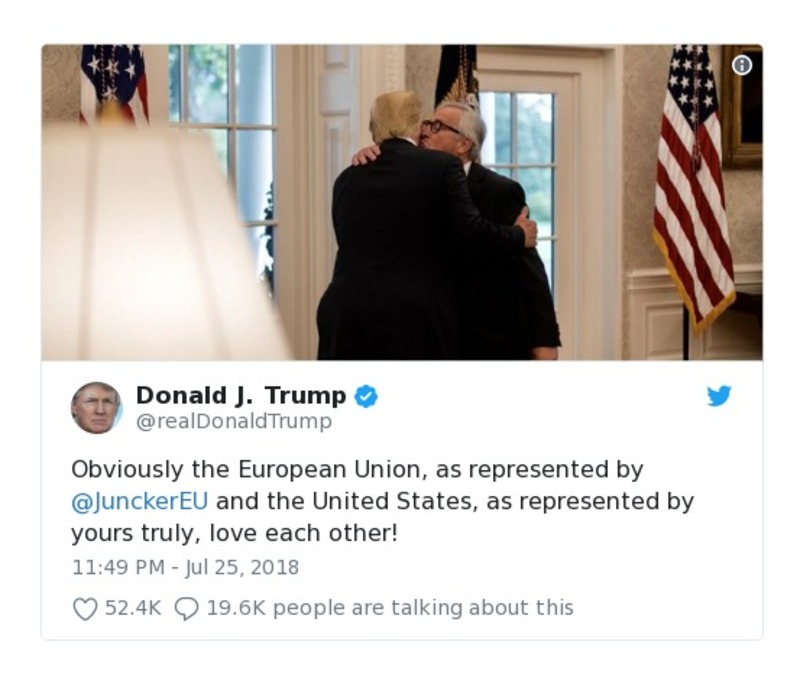 Donald J. Trump
@realDonaldTrump
Obviously the European Union, as represented by
@JunckerEU and the United States, as represented by
yours truly, love each other!
11:49 PM - Jul 25, 2018
52.4K 19.6K people are talking about this